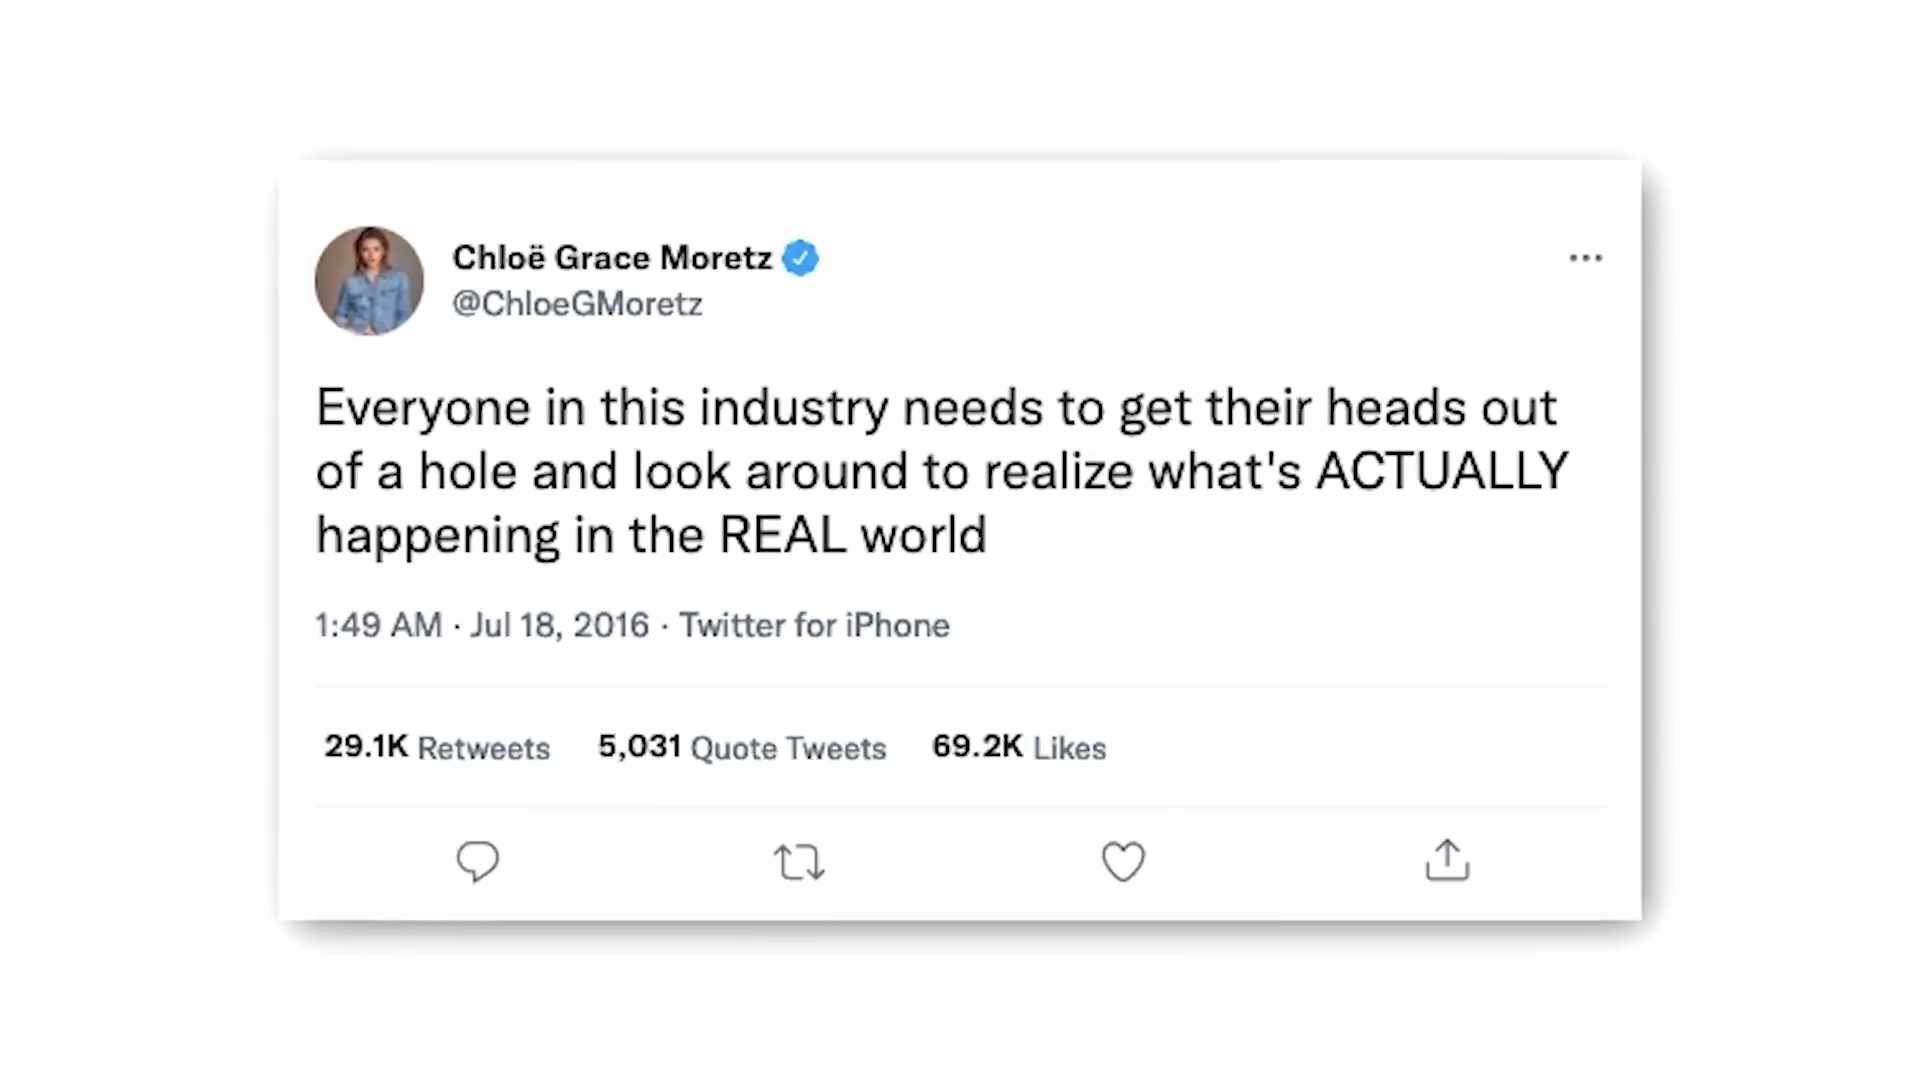 Chloë Grace Moretz
@ChloeGMoretz
Everyone in this industry needs to get their heads out
of a hole and look around to realize what's ACTUALLY
happening in the REAL world
1:49 AM · Jul 18, 2016 · Twitter for iPhone
29.1K Retweets 5,031 Quote Tweets 69.2K Likes